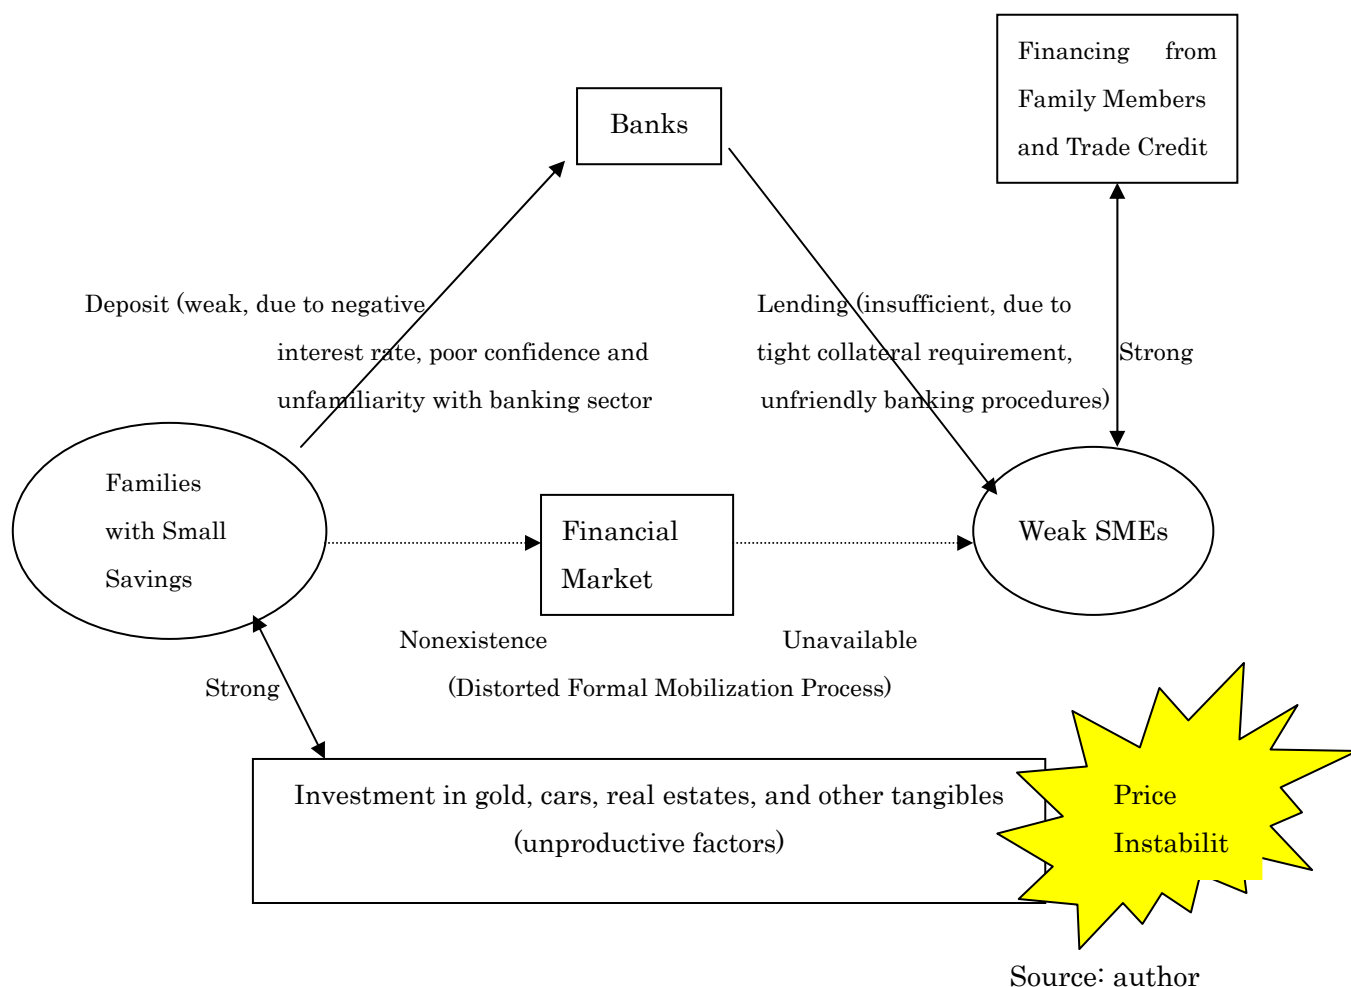 Financing from
Family Members
and Trade Credit
Banks
Deposit (weak, due to negative
interest rate, poor confidence and
unfamiliarity with banking sector
Lending (insufficient, due to
tight collateral requirement,
unfriendly banking procedures)
Strong
Families
with Small
Savings
Financial
Market
Weak SMEs
Nonexistence
Unavailable
(Distorted Formal Mobilization Process)
Strong
Investment in gold, cars, real estates, and other tangibles
(unproductive factors)
Price
Instabilit
Source: author